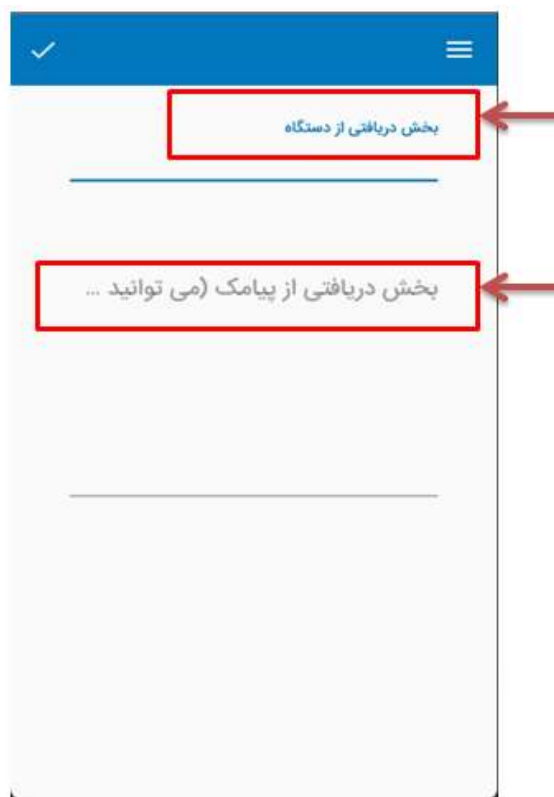 بخش دریافتی از دستگاه
بخش دریافتی از پیامک (می توانید ...